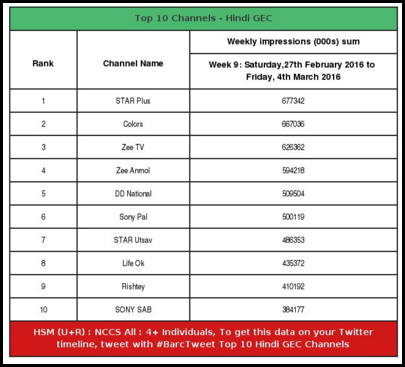 Top 10 Channels - Hindi GEC
Rank Channel Name Weekly impressions (000s) sum
Week 9: Saturday,27th February 2016 to
Friday, 4th March 2016
1 STAR Plus 677342
2 Colors 667036
3 Zee TV 626362
4 Zee Anmol 594218
5 DD National 509504
6 Sony Pal 500119
7 STAR Utsav 486353
8 Life Ok 435372
9 Rishtey 410192
10 SONY SAB 384177
HSM (U+R) : NCCS All : 4+ Individuals, To get this data on your Twitter
timeline, tweet with #BarcTweet Top 10 Hindi GEC Channels